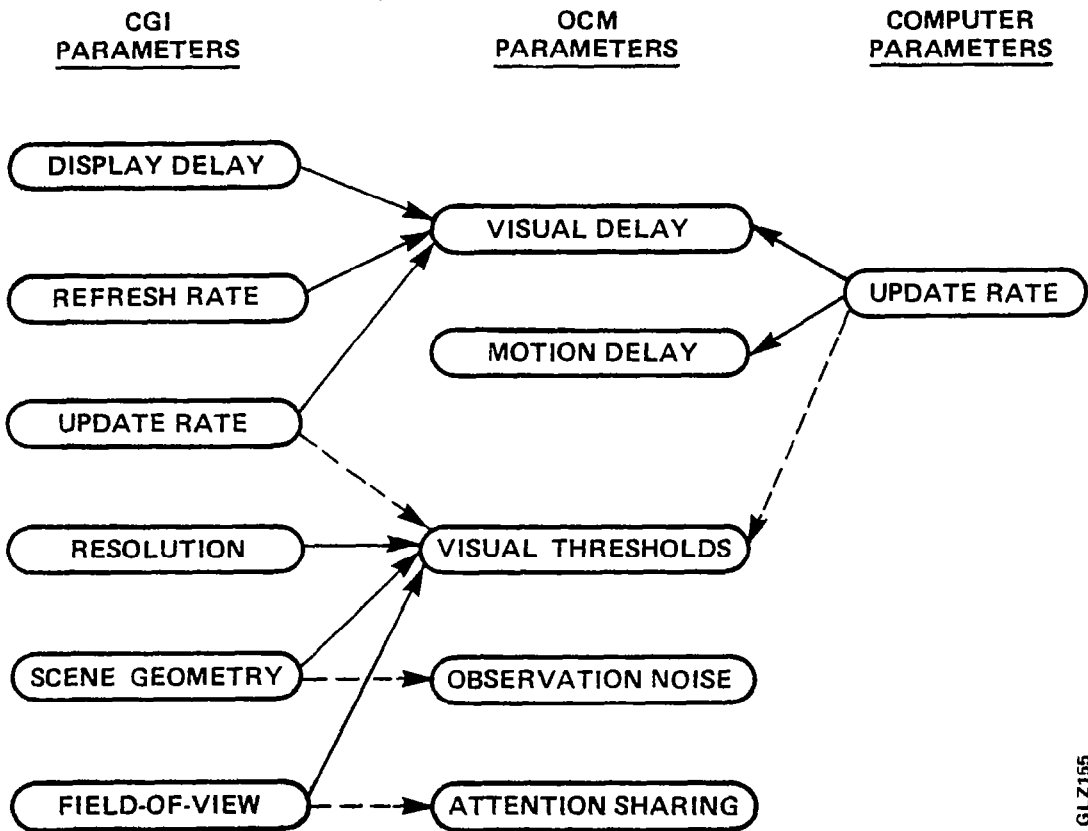 CGI
PARAMETERS
OCM
PARAMETERS
COMPUTER
PARAMETERS
DISPLAY DELAY
REFRESH RATE
UPDATE RATE
RESOLUTION
SCENE GEOMETRY
FIELD-OF-VIEW
VISUAL DELAY
MOTION DELAY
VISUAL THRESHOLDS
OBSERVATION NOISE
ATTENTION SHARING
UPDATE RATE
GLZ165